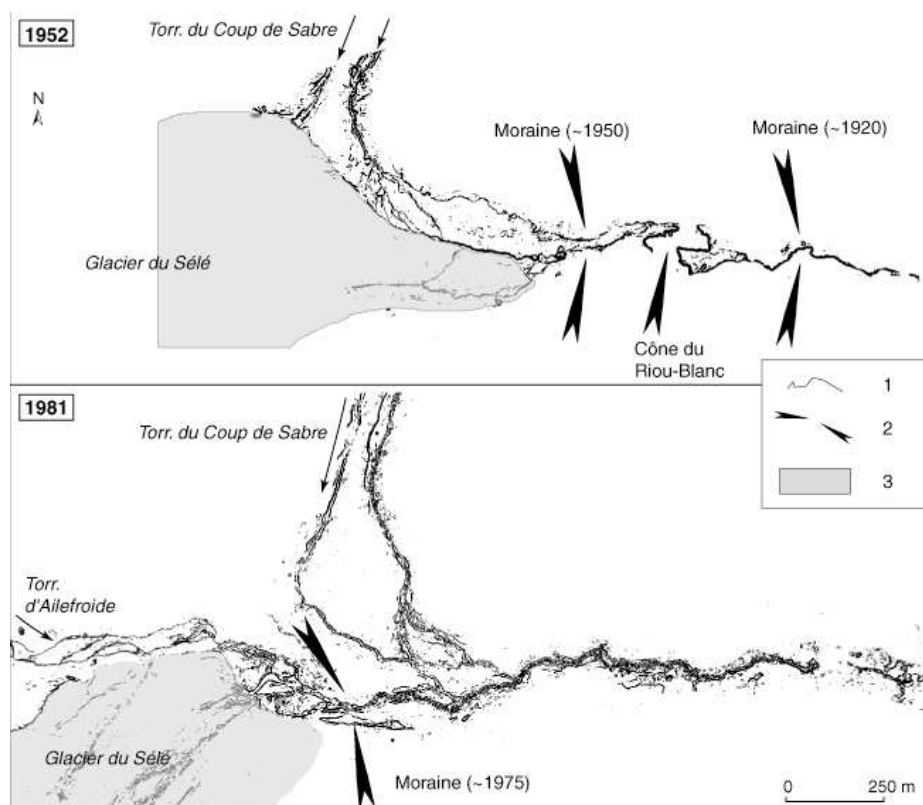 1952
Torr. du Coup de Sabre
N
Moraine (~1950)
Moraine (~1920)
Glacier du Sélé
Cône du
Riou-Blanc
1
2
3
1981
Torr. du Coup de Sabre
Torr.
d'Ailefroide
Glacier du Sélé
Moraine (~1975)
0 250 m